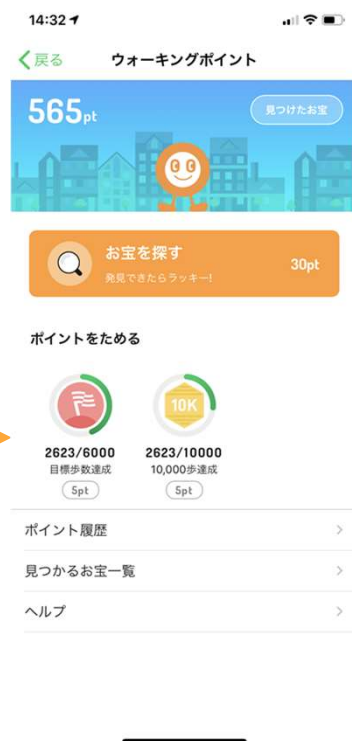 14:32
戻る ウォーキングポイント
565pt 見つけたお宝
お宝を探す
発見できたらラッキー!
30pt
ポイントをためる
10K
2623/6000
目標歩数達成
5pt
2623/10000
10,000歩達成
5pt
ポイント履歴
見つかるお宝一覧
ヘルプ